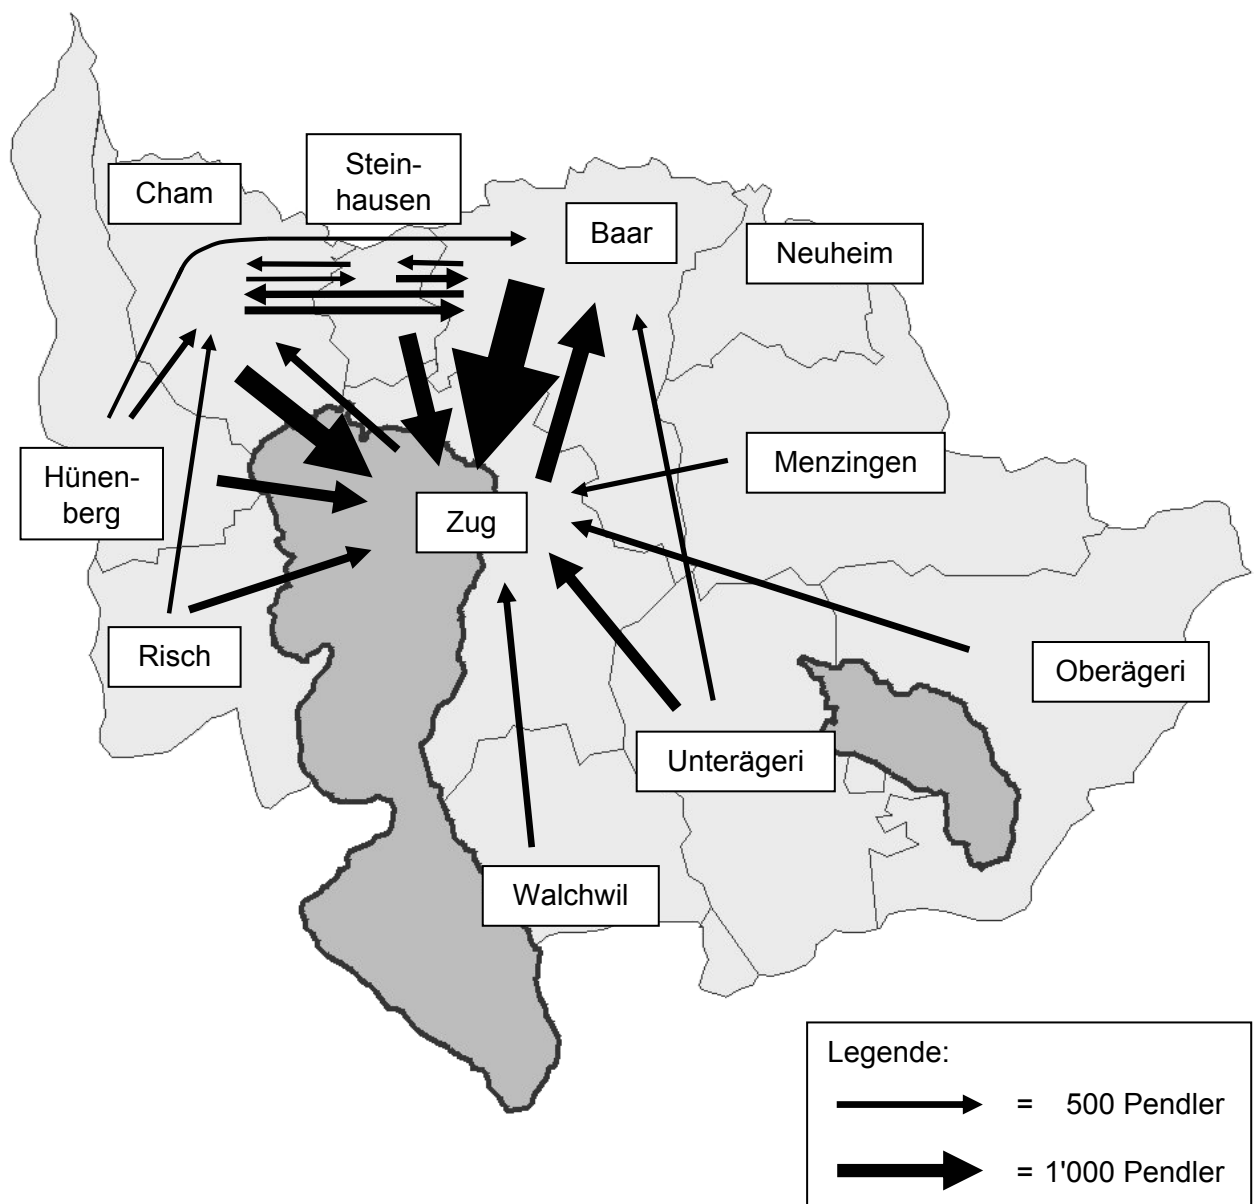 Cham
Stein-
hausen
Baar
Neuheim
Hünen-
berg
Zug
Menzingen
Risch
Oberägeri
Unterägeri
Walchwil
Legende:
= 500 Pendler
= 1'000 Pendler